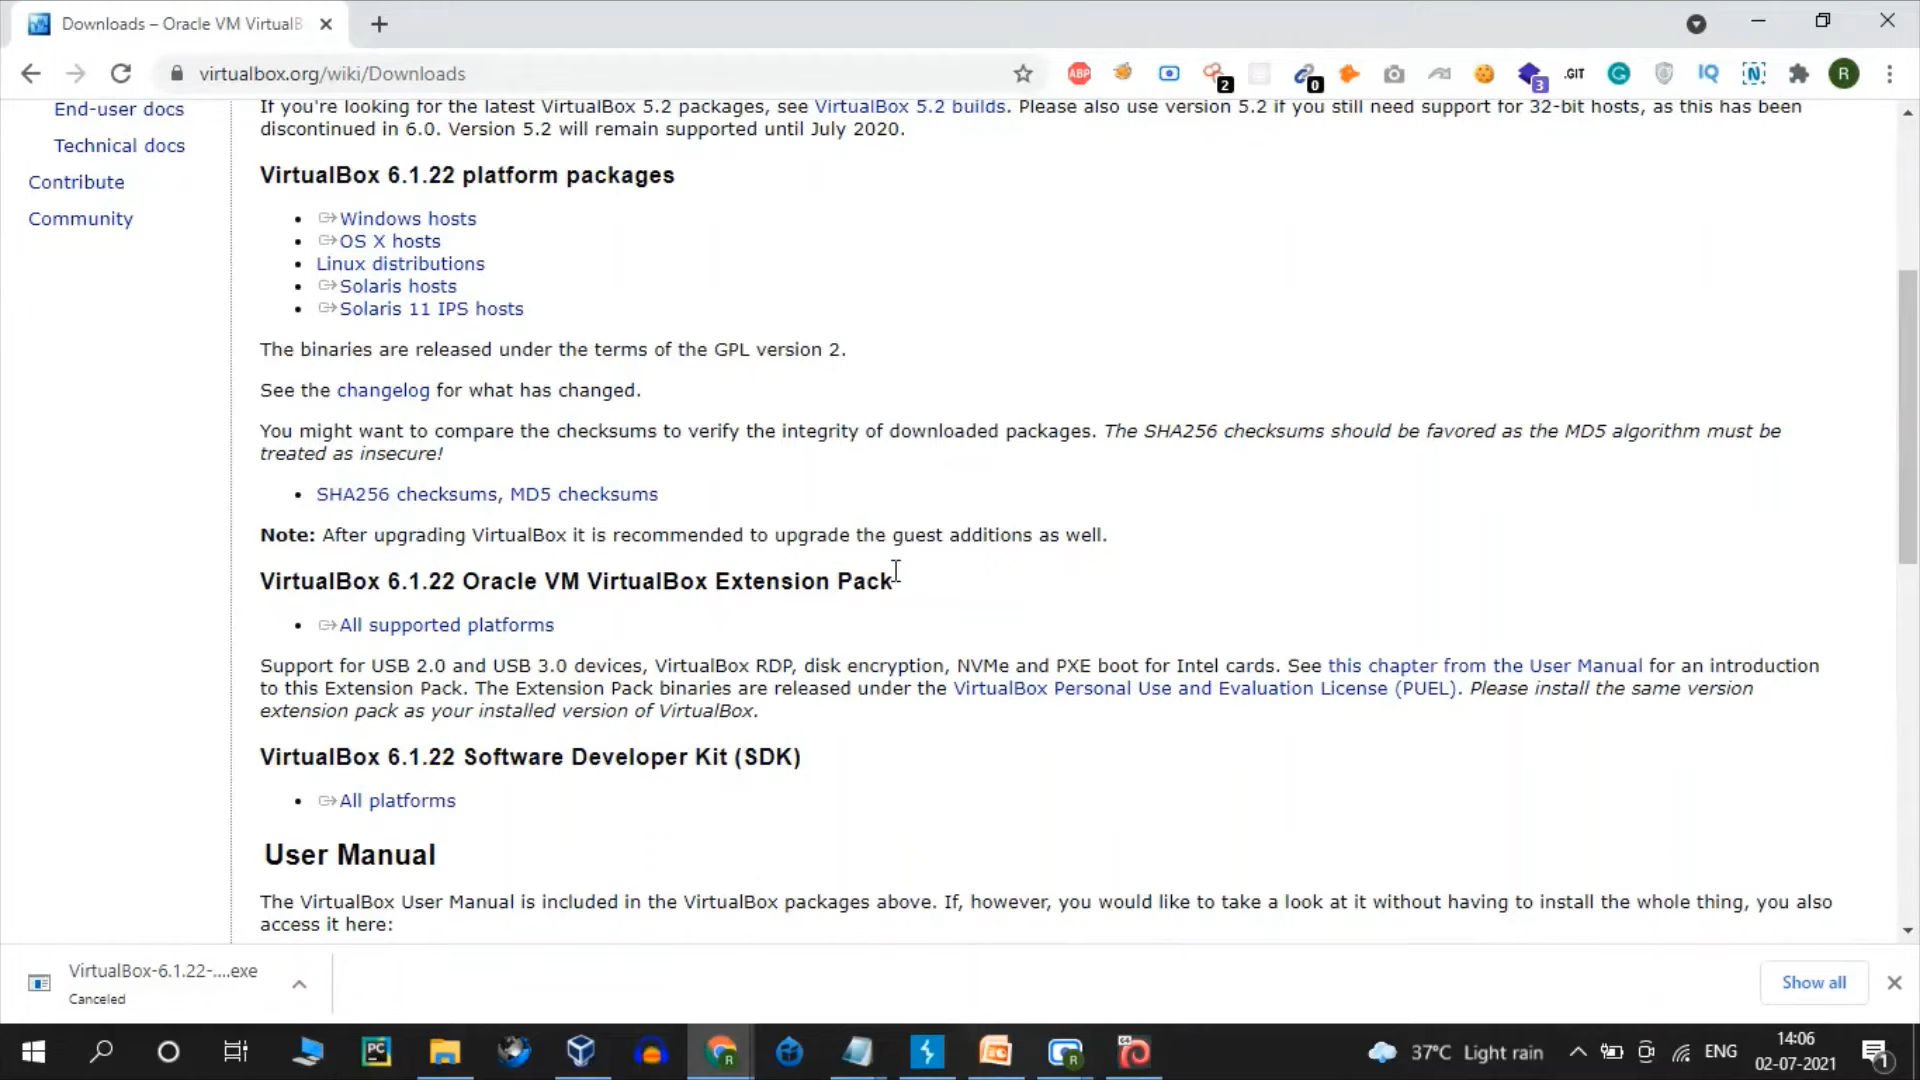 Downloads – Oracle VM VirtualB
virtualbox.org/wiki/Downloads
ABP
2
0
3
.GIT
IQ
N
R
End-user docs
Technical docs
Contribute
Community
If you're looking for the latest VirtualBox 5.2 packages, see VirtualBox 5.2 builds. Please also use version 5.2 if you still need support for 32-bit hosts, as this has been
discontinued in 6.0. Version 5.2 will remain supported until July 2020.
VirtualBox 6.1.22 platform packages
Windows hosts
OS X hosts
Linux distributions
Solaris hosts
Solaris 11 IPS hosts
The binaries are released under the terms of the GPL version 2.
See the changelog for what has changed.
You might want to compare the checksums to verify the integrity of downloaded packages. The SHA256 checksums should be favored as the MD5 algorithm must be
treated as insecure!
SHA256 checksums, MD5 checksums
Note: After upgrading VirtualBox it is recommended to upgrade the guest additions as well.
VirtualBox 6.1.22 Oracle VM VirtualBox Extension Pack
All supported platforms
Support for USB 2.0 and USB 3.0 devices, VirtualBox RDP, disk encryption, NVMe and PXE boot for Intel cards. See this chapter from the User Manual for an introduction
to this Extension Pack. The Extension Pack binaries are released under the VirtualBox Personal Use and Evaluation License (PUEL). Please install the same version
extension pack as your installed version of VirtualBox.
VirtualBox 6.1.22 Software Developer Kit (SDK)
All platforms
User Manual
The VirtualBox User Manual is included in the VirtualBox packages above. If, however, you would like to take a look at it without having to install the whole thing, you also
access it here:
VirtualBox-6.1.22-....exe
Canceled
Show all
PC
R
R
37°C Light rain
ENG
14:06
02-07-2021
1